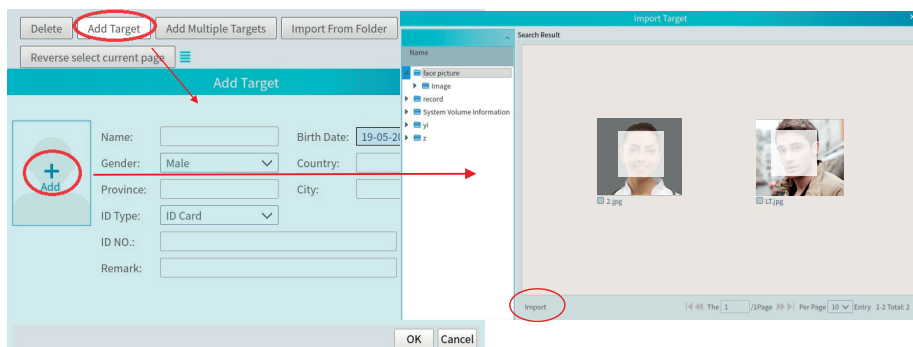 Delete Add Target Add Multiple Targets Import From Folder
Reverse select current page
Add Target
Add
Name:
Birth Date: 19-05-20
Gender: Male
Country:
Province:
City:
ID Type: ID Card
ID NO.:
Remark:
OK Cancel
Import Target
Name
face picture
Image
record
System Volume Information
yi
z
Search Result
2.jpg
LT.jpg
Import
The 1 /1Page Per Page 10 Entry 1-2 Total: 2